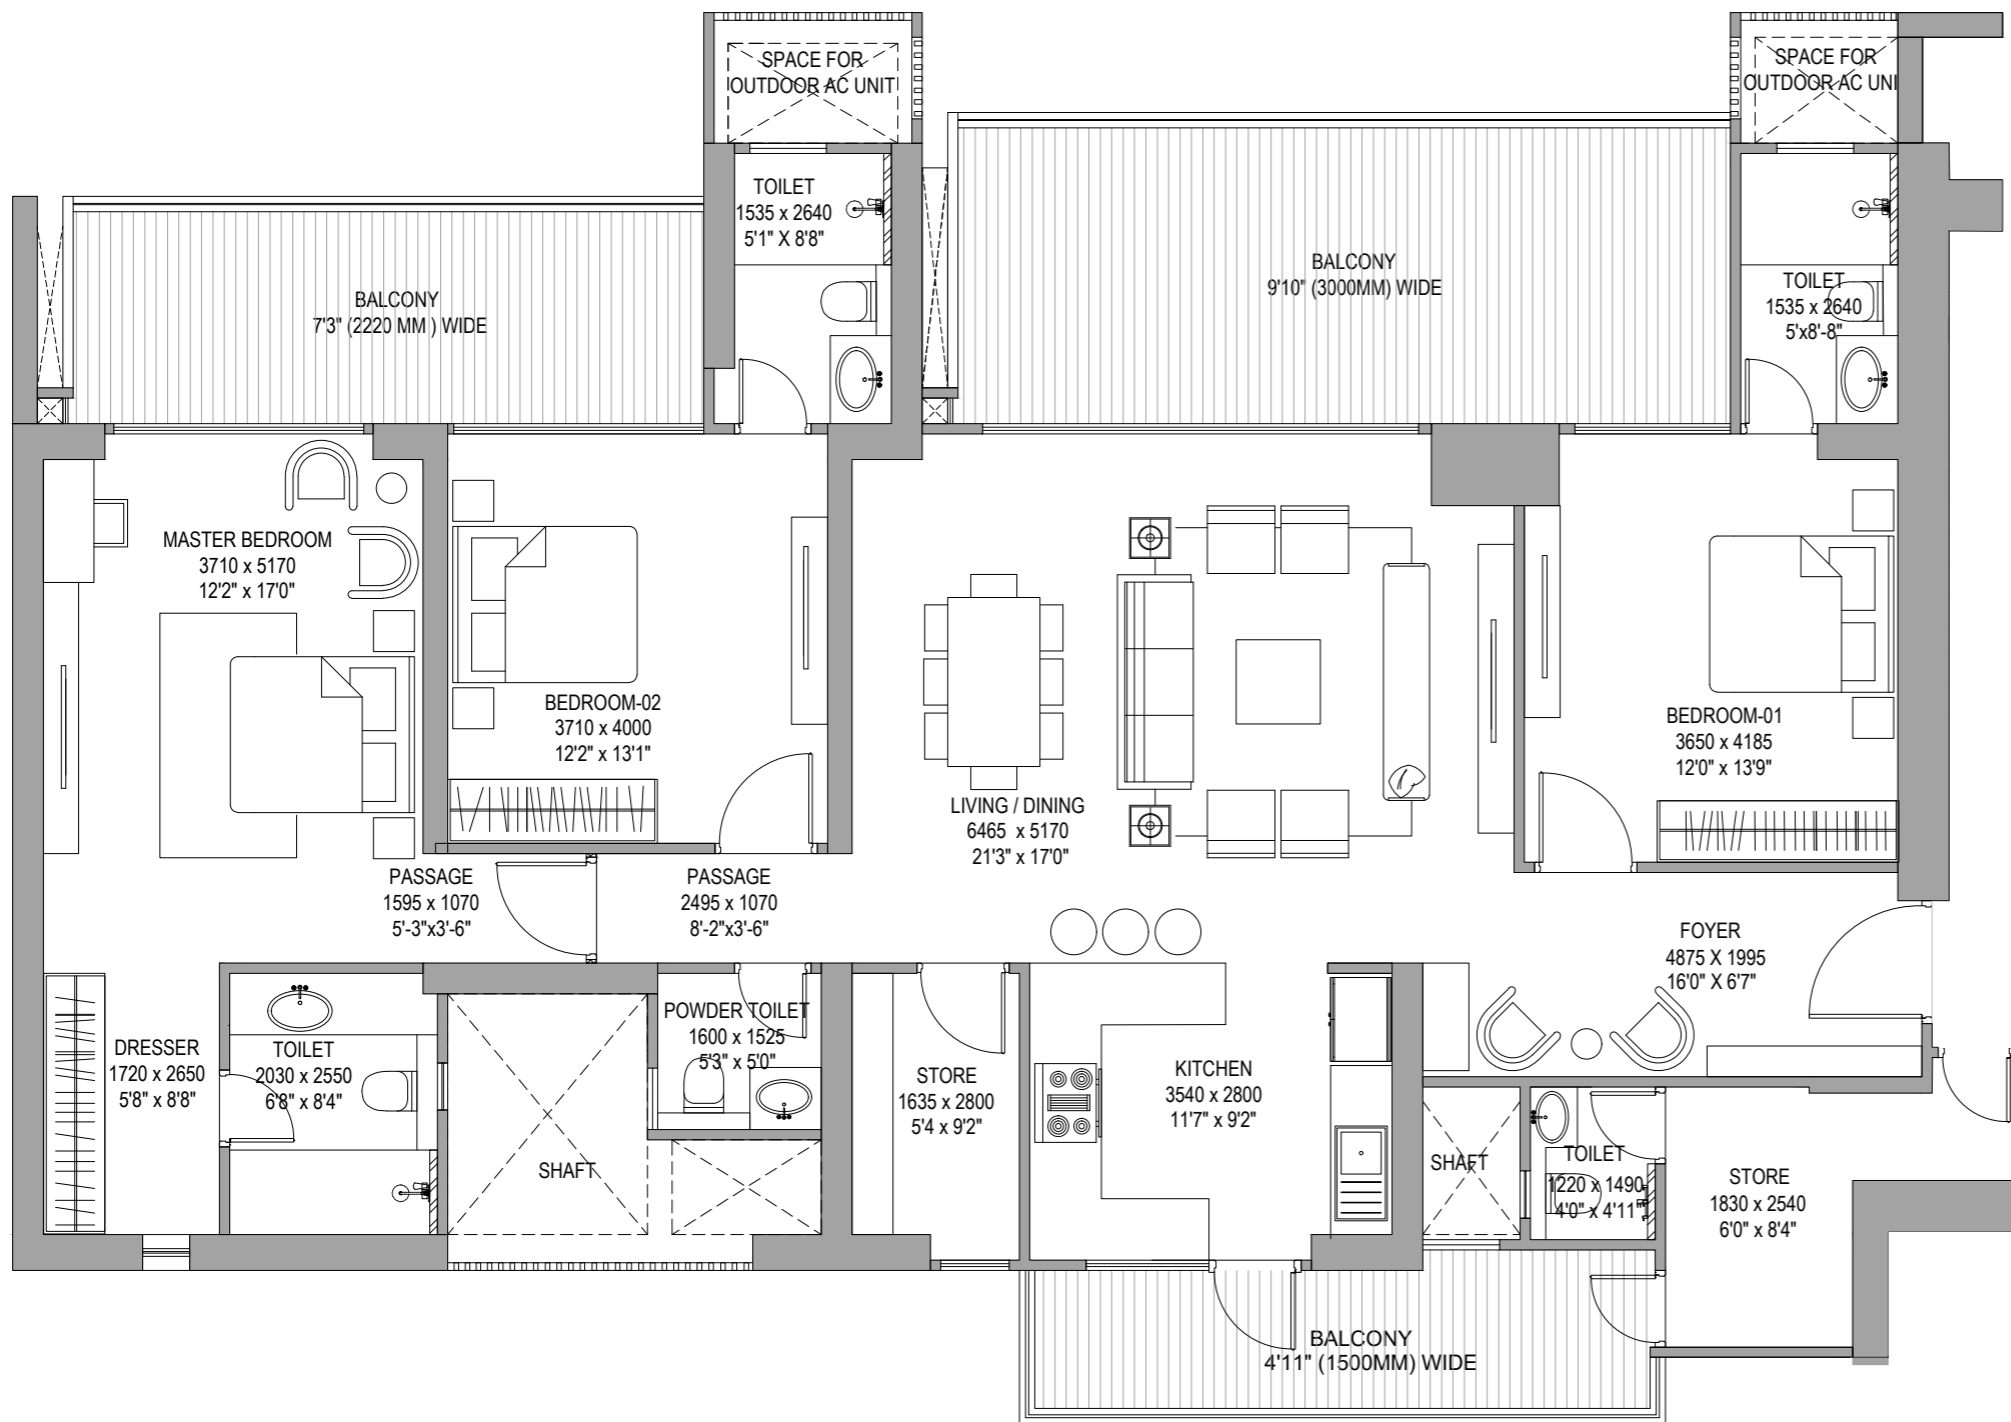 SPACE FOR
OUTDOOR AC UNIT
SPACE FOR
OUTDOOR AC UNI
TOILET
1535 x 2640
5'1" X 8'8"
BALCONY
7'3" (2220 MM ) WIDE
BALCONY
9'10" (3000MM) WIDE
TOILET
1535 x 2640
5'x8'-8"
MASTER BEDROOM
3710 x 5170
12'2" x 17'0"
BEDROOM-02
3710 x 4000
12'2" x 13'1"
LIVING / DINING
6465 x 5170
21'3" x 17'0"
BEDROOM-01
3650 x 4185
12'0" x 13'9"
PASSAGE
1595 x 1070
5'-3"x3'-6"
PASSAGE
2495 x 1070
8'-2"x3'-6"
FOYER
4875 X 1995
16'0" X 6'7"
DRESSER
1720 x 2650
5'8" x 8'8"
TOILET
2030 x 2550
6'8" x 8'4"
SHAFT
POWDER TOILET
1600 x 1525
5'3" x 5'0"
STORE
1635 x 2800
5'4 x 9'2"
KITCHEN
3540 x 2800
11'7" x 9'2"
SHAFT
TOILET
1220 x 1490
4'0" x 4'11"
STORE
1830 x 2540
6'0" x 8'4"
BALCONY
4'11" (1500MM) WIDE